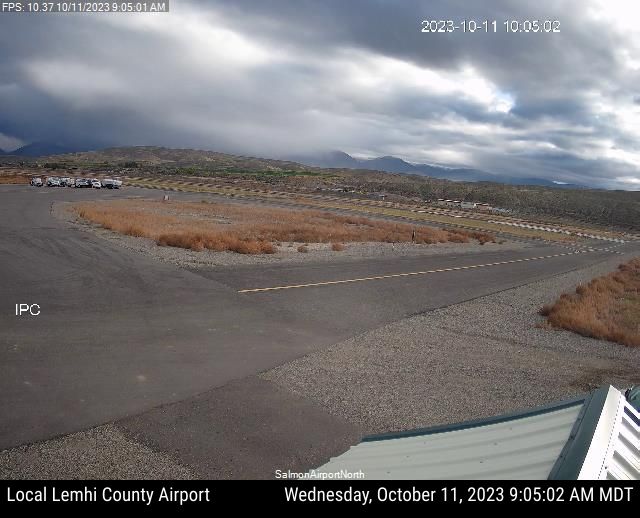 FPS: 10.37 10/11/2023 9:05:01 AM
2023-10-11 10:05:02
IPC
SalmonAirportNorth
Local Lemhi County Airport Wednesday, October 11, 2023 9:05:02 AM MDT